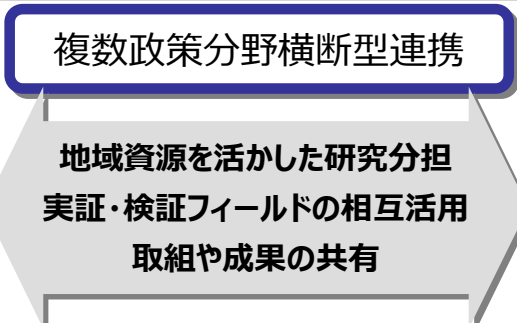 複数政策分野横断型連携
地域資源を活かした研究分担
実証・検証フィールドの相互活用
取組や成果の共有